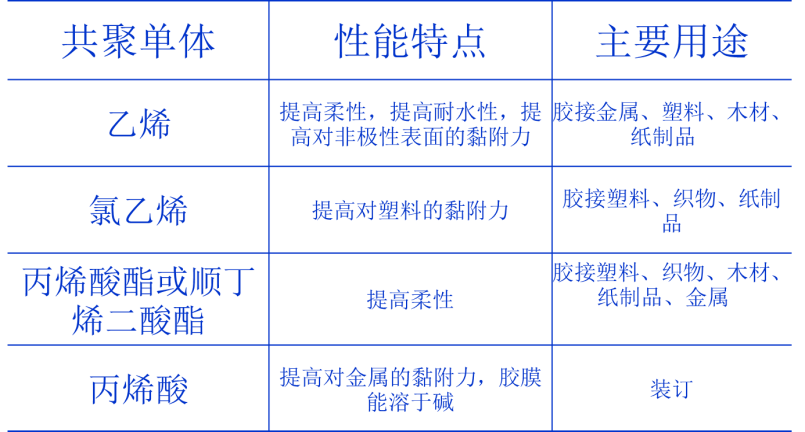 共聚单体 性能特点 主要用途
乙烯
提高柔性，提高耐水性，提
高对非极性表面的黏附力
胶接金属、塑料、木材、
纸制品
氯乙烯
提高对塑料的黏附力
胶接塑料、织物、纸制
品
丙烯酸酯或顺丁
烯二酸酯
提高柔性
胶接塑料、织物、木材、
纸制品、金属
丙烯酸
提高对金属的黏附力，胶膜
能溶于碱
装订